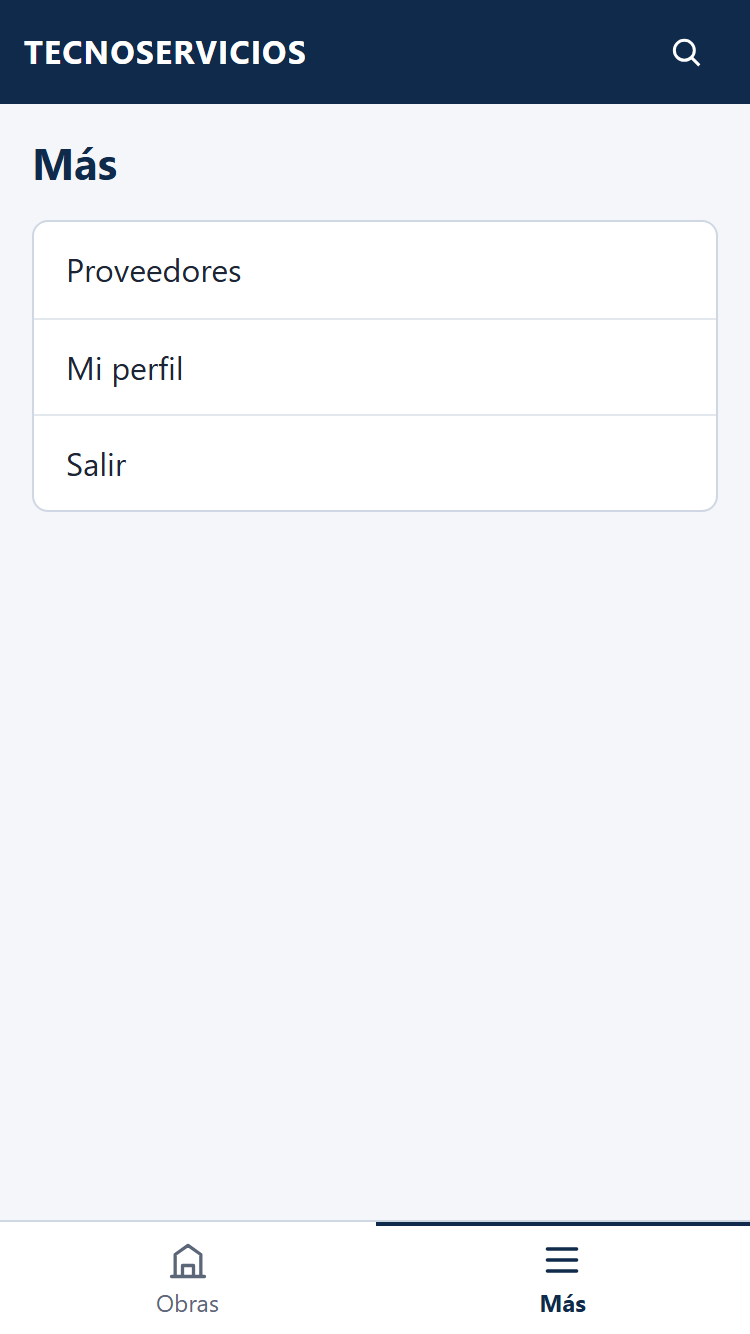 TECNOSERVICIOS
Más
Proveedores
Mi perfil
Salir
Obras
Más